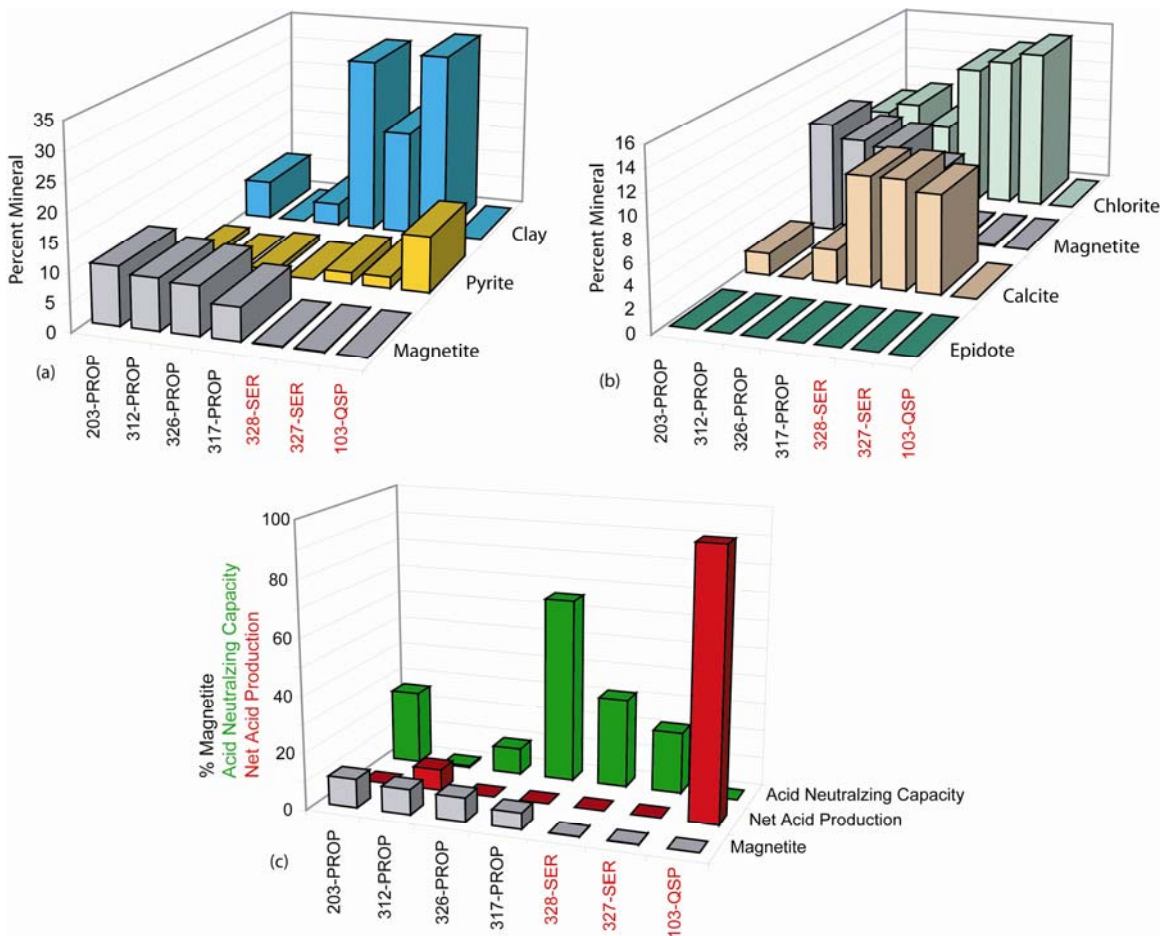 35
30
25
20
15
10
5
0
Percent Mineral
Clay
Pyrite
Magnetite
(a)
203-PROP
312-PROP
326-PROP
317-PROP
328-SER
327-SER
103-QSP
16
14
12
10
8
6
4
2
0
Percent Mineral
Chlorite
Magnetite
Calcite
Epidote
(b)
203-PROP
312-PROP
326-PROP
317-PROP
328-SER
327-SER
103-QSP
100
80
60
40
20
0
% Magnetite
Acid Neutralizing Capacity
Net Acid Production
Acid Neutralzing Capacity
Net Acid Production
Magnetite
(c)
203-PROP
312-PROP
326-PROP
317-PROP
328-SER
327-SER
103-QSP